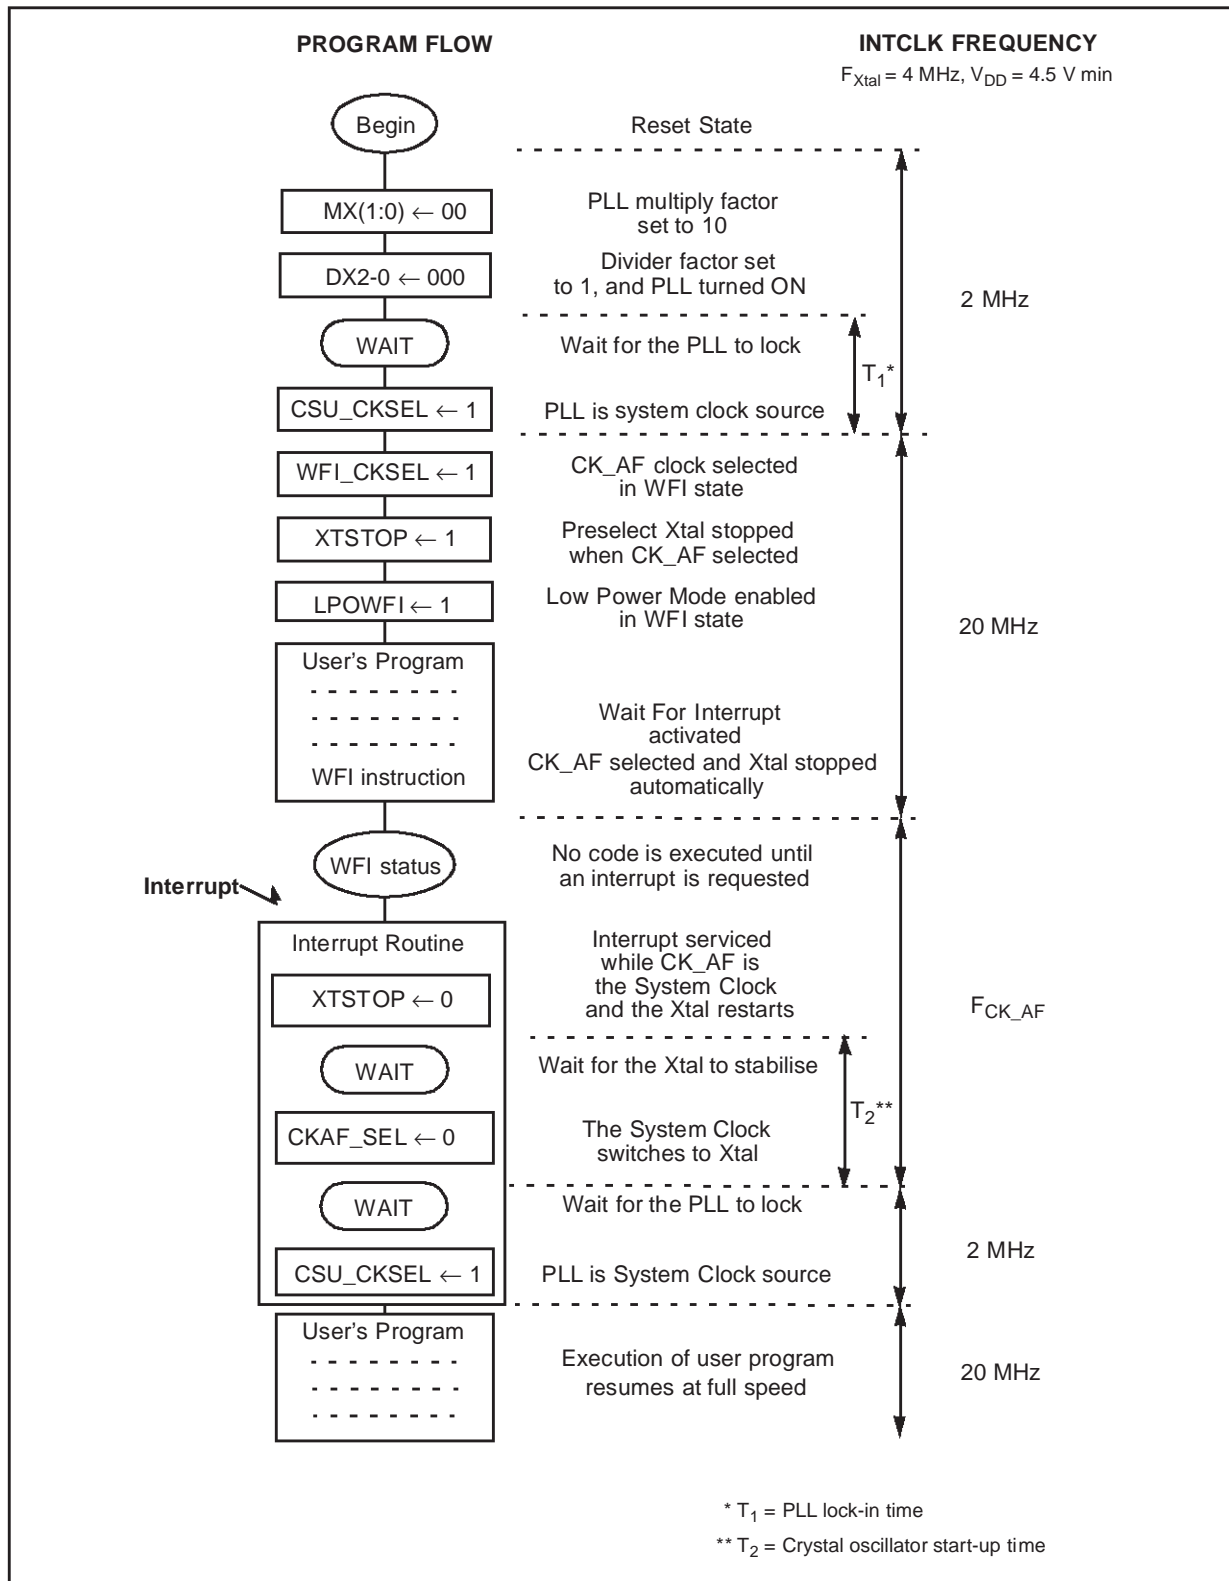 PROGRAM FLOW
INTCLK FREQUENCY
FXtal = 4 MHz, VDD = 4.5 V min
Begin
Reset State
MX(1:0) ← 00
PLL multiply factor
set to 10
DX2-0 ← 000
Divider factor set
to 1, and PLL turned ON
2 MHz
WAIT
Wait for the PLL to lock
T1*
CSU_CKSEL ← 1
PLL is system clock source
WFI_CKSEL ← 1
CK_AF clock selected
in WFI state
XTSTOP ← 1
Preselect Xtal stopped
when CK_AF selected
LPOWFI ← 1
Low Power Mode enabled
in WFI state
20 MHz
User's Program
Wait For Interrupt
activated
CK_AF selected and Xtal stopped
automatically
WFI instruction
WFI status
No code is executed until
an interrupt is requested
Interrupt
Interrupt Routine
Interrupt serviced
while CK_AF is
the System Clock
and the Xtal restarts
XTSTOP ← 0
FCK_AF
WAIT
Wait for the Xtal to stabilise
T2**
CKAF_SEL ← 0
The System Clock
switches to Xtal
WAIT
Wait for the PLL to lock
2 MHz
CSU_CKSEL ← 1
PLL is System Clock source
User's Program
Execution of user program
resumes at full speed
20 MHz
* T1 = PLL lock-in time
** T2 = Crystal oscillator start-up time